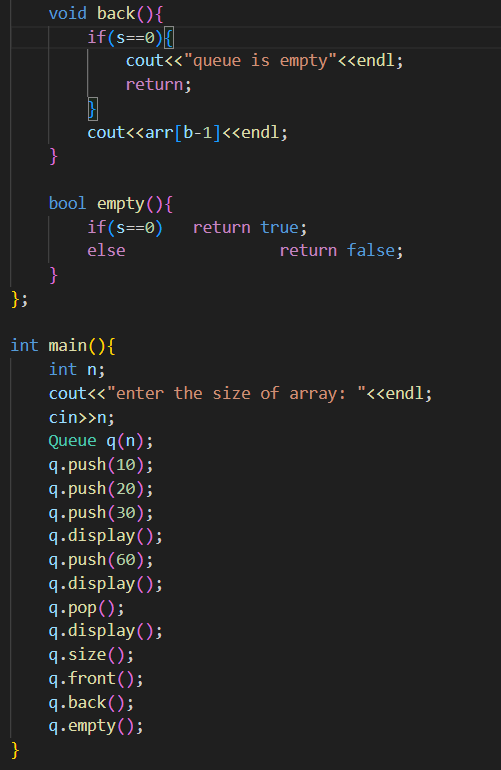 void back(){
if(s==0){
cout<<"queue is empty"<<endl;
return;
}
cout<<arr[b-1]<<endl;
}
bool empty(){
if(s==0)   return true;
else                return false;
}
};
int main(){
int n;
cout<<"enter the size of array: "<<endl;
cin>>n;
Queue q(n);
q.push(10);
q.push(20);
q.push(30);
q.display();
q.push(60);
q.display();
q.pop();
q.display();
q.size();
q.front();
q.back();
q.empty();
}